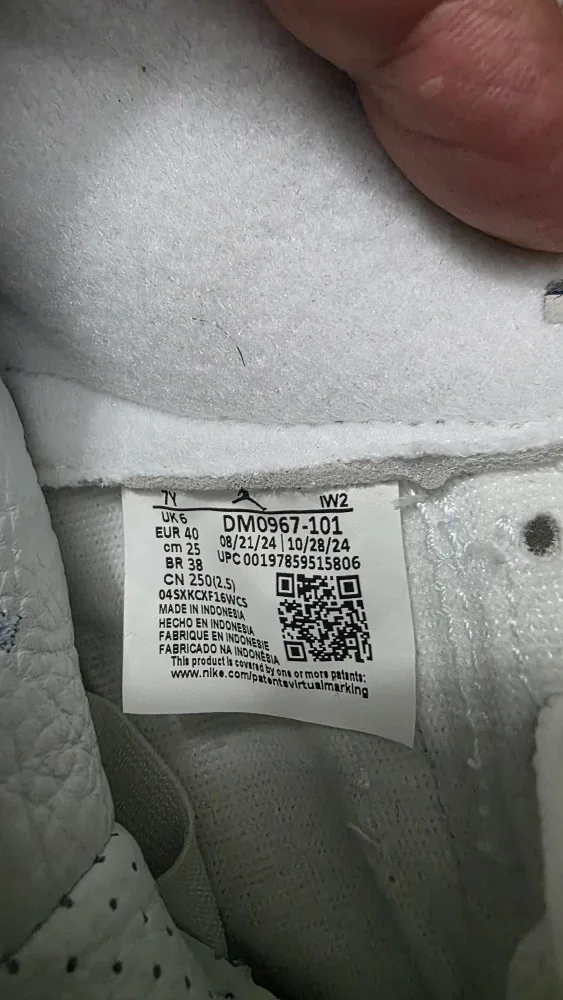 7Y IW2
UK 6
EUR 40
cm 25
BR 38
CN 250(2.5)
DM0967-101
08/21/24 | 10/28/24
UPC 00197859515806
04SXKCXF16WCS
MADE IN INDONESIA
HECHO EN INDONESIA
FABRIQUE EN INDONESIE
FABRICADO NA INDONÉSIA
This product is covered by one or more patents:
www.nike.com/patentsvirtualmarking